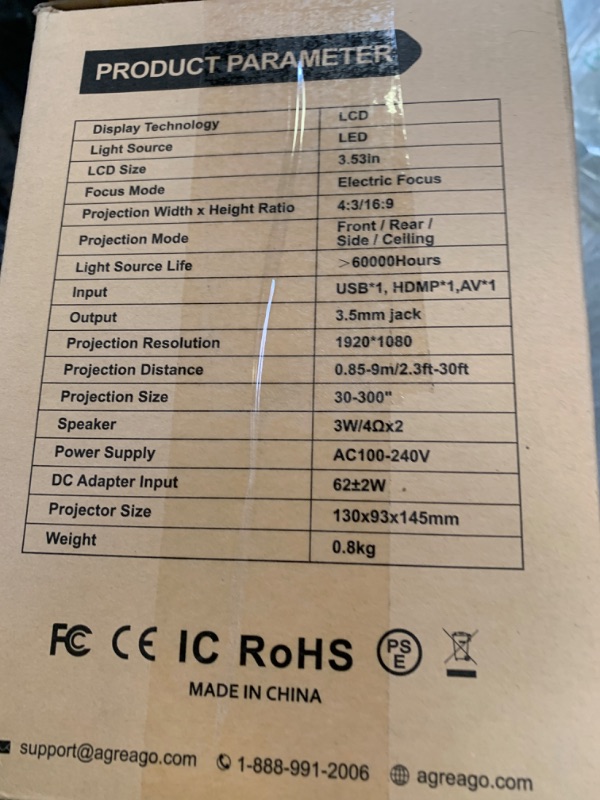 PRODUCT PARAMETER
Display Technology LCD
Light Source LED
LCD Size 3.53in
Focus Mode Electric Focus
Projection Width x Height Ratio 4:3/16:9
Projection Mode Front / Rear /
Side / Ceiling
Light Source Life >60000Hours
Input USB*1, HDMP*1,AV*1
Output 3.5mm jack
Projection Resolution 1920*1080
Projection Distance 0.85-9m/2.3ft-30ft
Projection Size 30-300"
Speaker 3W/4Ωx2
Power Supply AC100-240V
DC Adapter Input 62±2W
Projector Size 130x93x145mm
Weight 0.8kg
FC CE IC RoHS PS E
MADE IN CHINA
support@agreago.com 1-888-991-2006 agreago.com